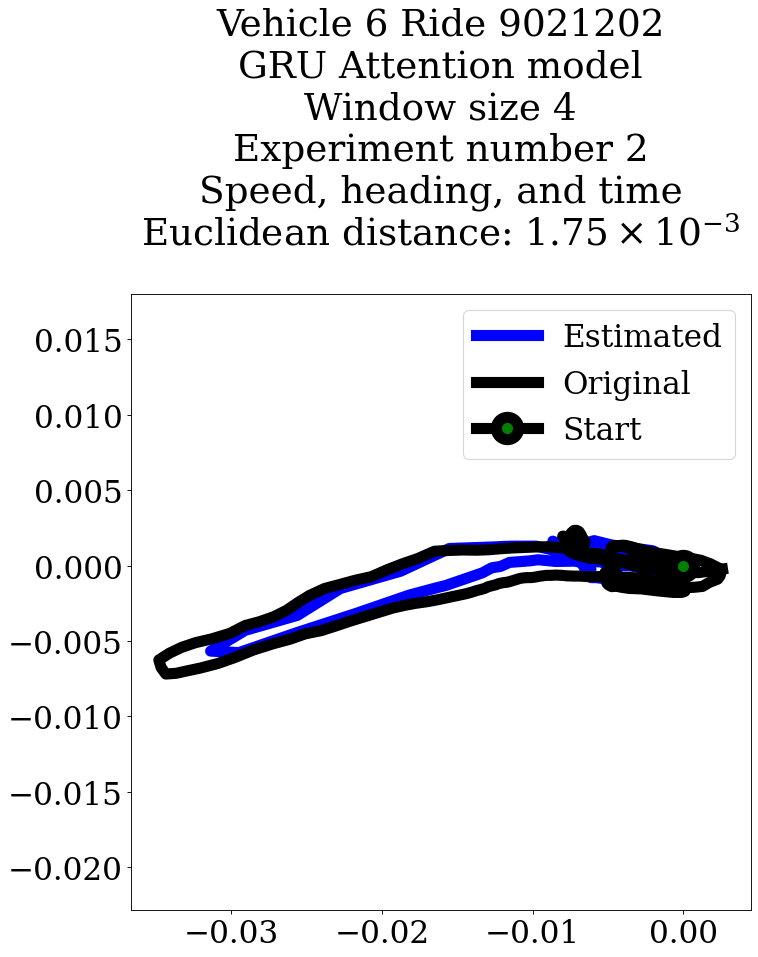 Vehicle 6 Ride 9021202
GRU Attention model
Window size 4
Experiment number 2
Speed, heading, and time
Euclidean distance: 1.75 × 10⁻³
Estimated
Original
Start
0.015
0.010
0.005
0.000
−0.005
−0.010
−0.015
−0.020
−0.03 −0.02 −0.01 0.00